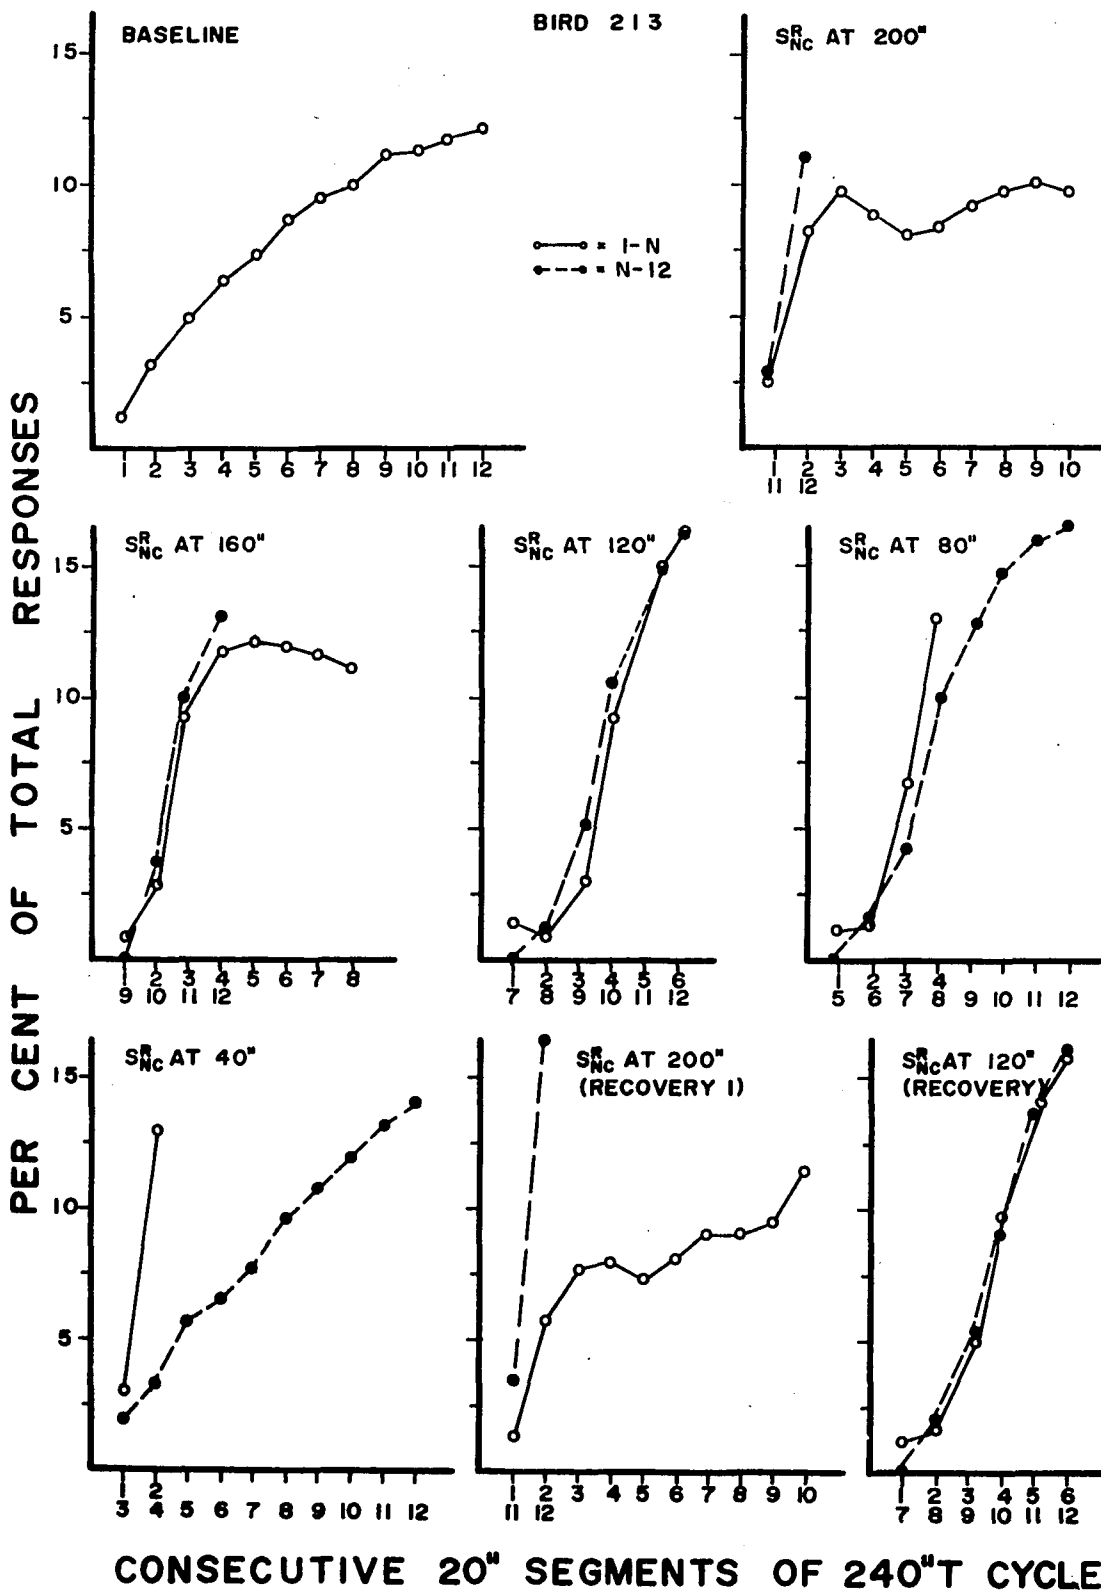 BASELINE
BIRD 213
S^R_NC AT 200"
15
10
5
o——o = 1-N
●--● = N-12
1 2 3 4 5 6 7 8 9 10 11 12
1 2 3 4 5 6 7 8 9 10
11 12
S^R_NC AT 160"
S^R_NC AT 120"
S^R_NC AT 80"
15
10
5
1 2 3 4 5 6 7 8
9 10 11 12
1 2 3 4 5 6
7 8 9 10 11 12
1 2 3 4
5 6 7 8 9 10 11 12
S^R_NC AT 40"
S^R_NC AT 200"
(RECOVERY 1)
S^R_NC AT 120"
(RECOVERY)
15
10
5
1 2
3 4 5 6 7 8 9 10 11 12
1 2 3 4 5 6 7 8 9 10
11 12
1 2 3 4 5 6
7 8 9 10 11 12
PER CENT OF TOTAL RESPONSES
CONSECUTIVE 20" SEGMENTS OF 240"T CYCLE